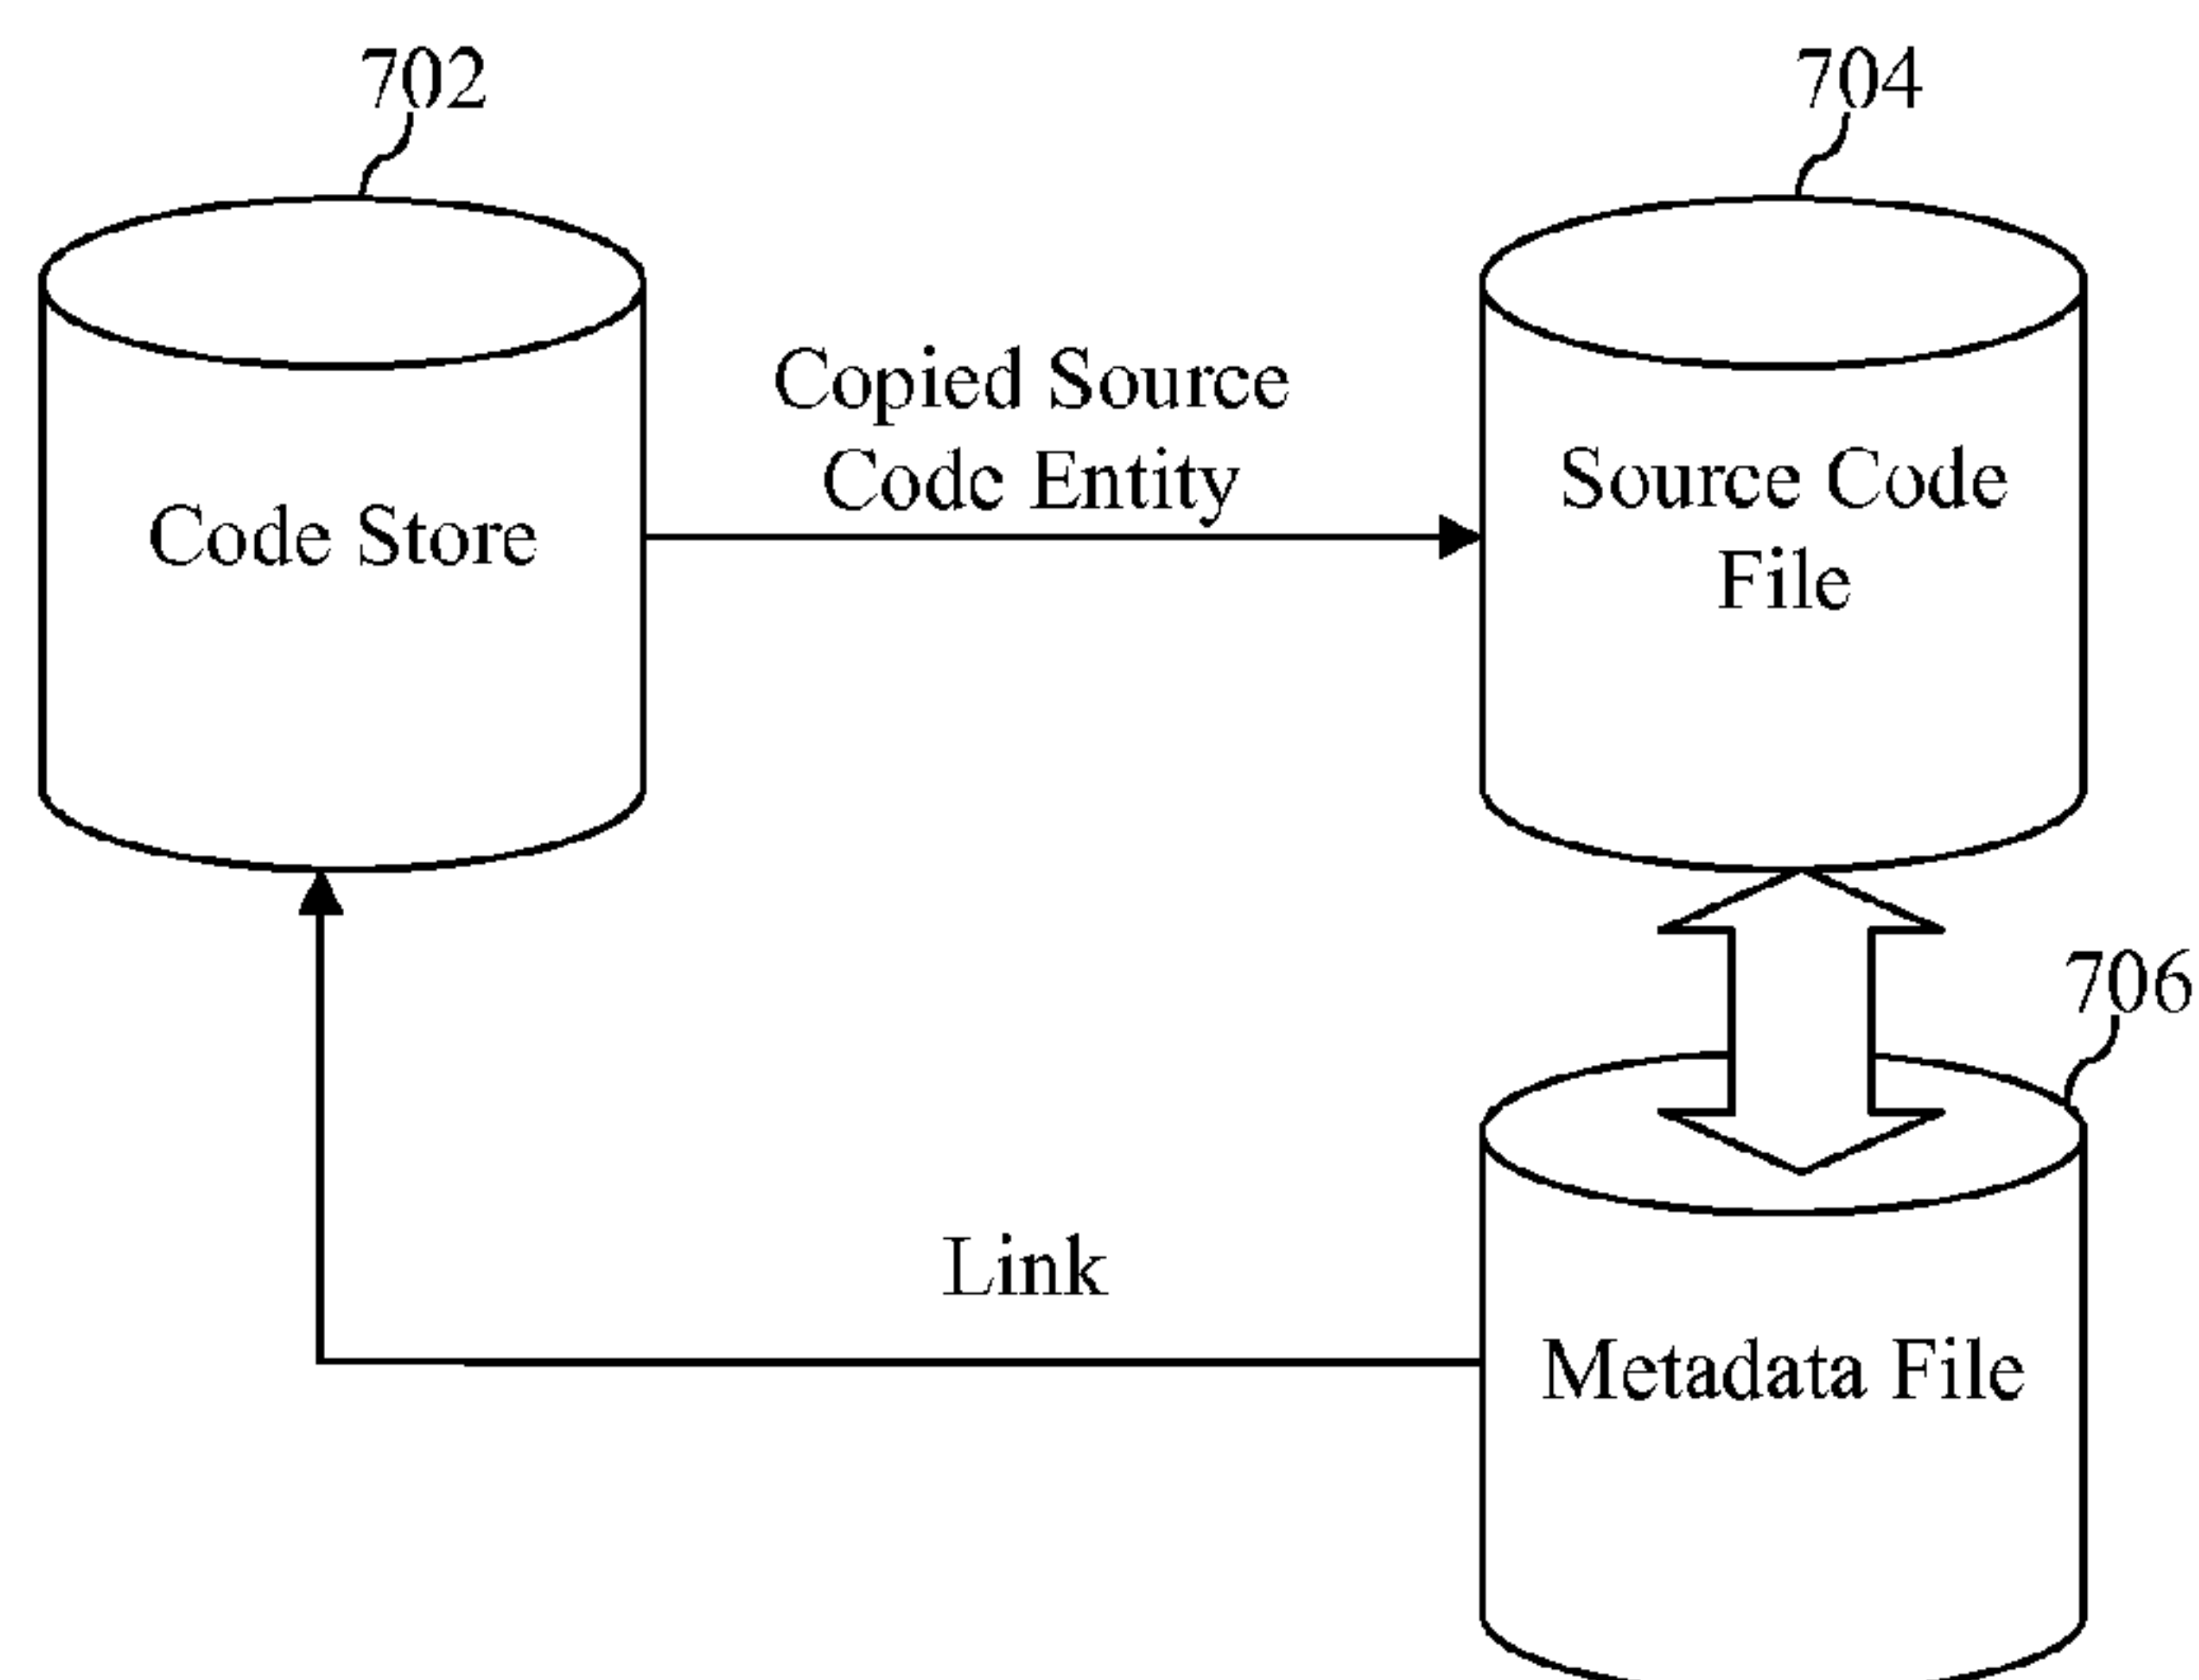 702
704
Copied Source
Code Entity
Code Store
Source Code
File
706
Link
Metadata File